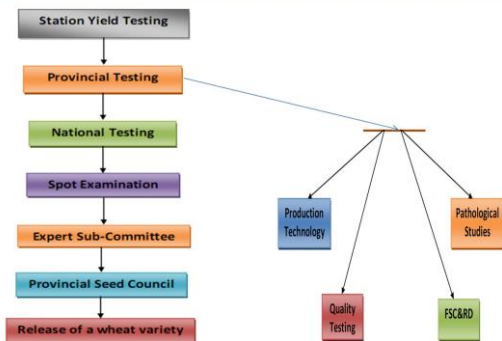 Station Yield Testing
Provincial Testing
National Testing
Spot Examination
Expert Sub-Committee
Provincial Seed Council
Release of a wheat variety
Production
Technology
Pathological
Studies
Quality
Testing
FSC&RD